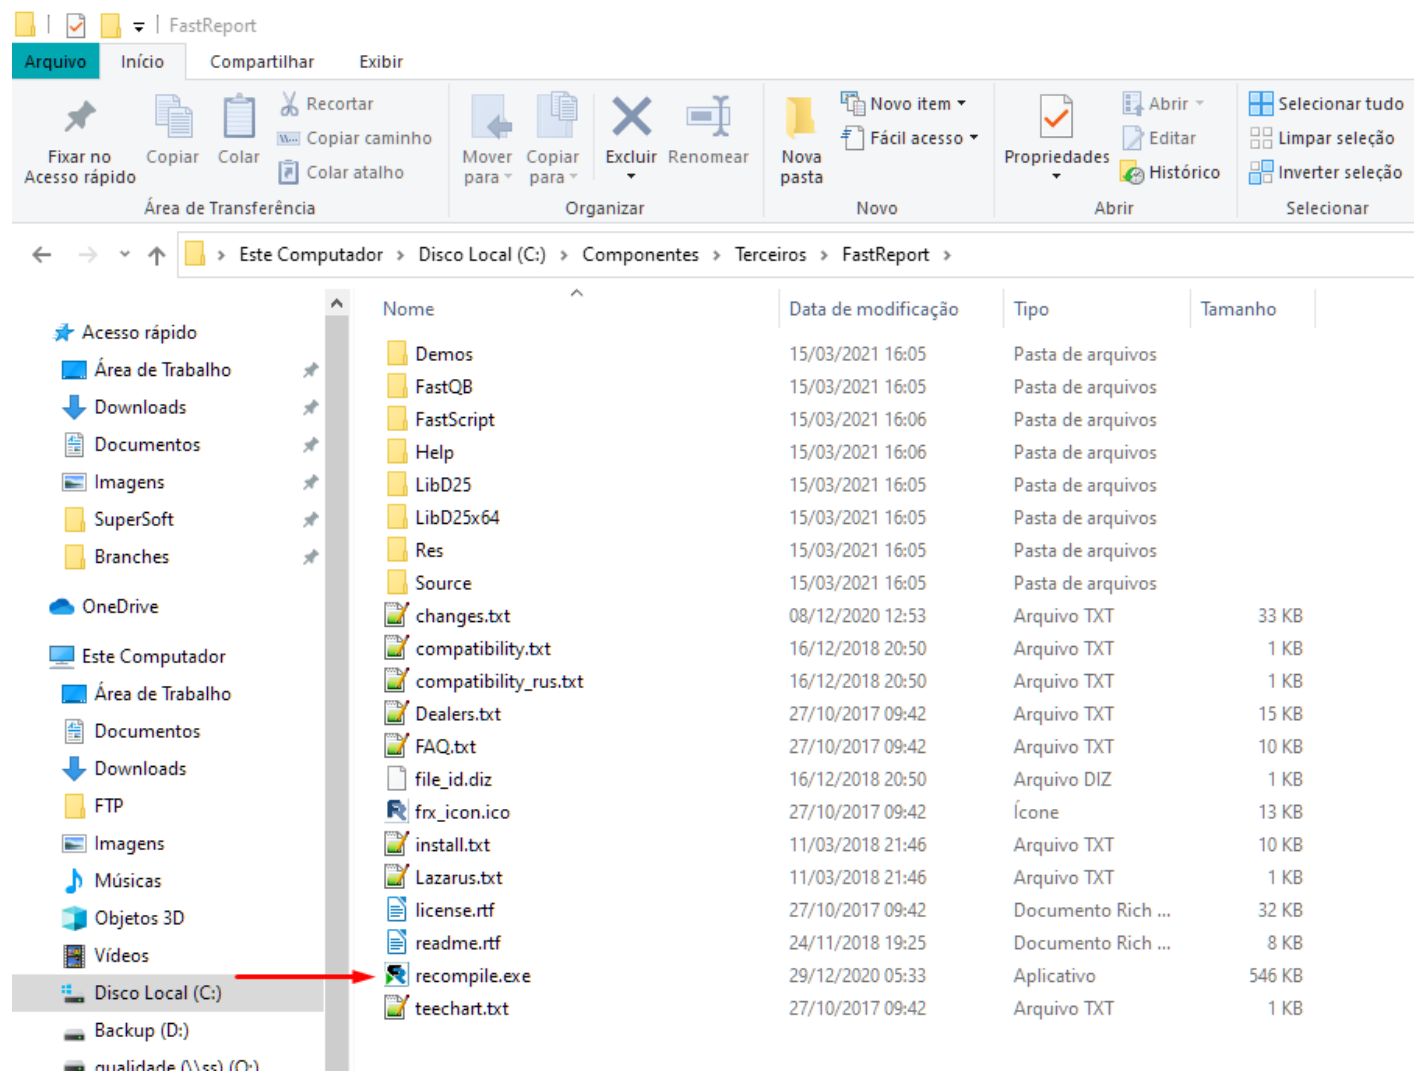 FastReport
Arquivo Início Compartilhar Exibir
Fixar no Acesso rápido
Copiar
Colar
Recortar
Copiar caminho
Colar atalho
Área de Transferência
Mover para
Copiar para
Excluir
Renomear
Organizar
Nova pasta
Novo item
Fácil acesso
Novo
Propriedades
Abrir
Editar
Histórico
Abrir
Selecionar tudo
Limpar seleção
Inverter seleção
Selecionar
Este Computador > Disco Local (C:) > Componentes > Terceiros > FastReport >
Acesso rápido
Área de Trabalho
Downloads
Documentos
Imagens
SuperSoft
Branches
OneDrive
Este Computador
Área de Trabalho
Documentos
Downloads
FTP
Imagens
Músicas
Objetos 3D
Vídeos
Disco Local (C:)
Backup (D:)
qualidade (\\ss) (Q:)
Nome Data de modificação Tipo Tamanho
Demos 15/03/2021 16:05 Pasta de arquivos
FastQB 15/03/2021 16:05 Pasta de arquivos
FastScript 15/03/2021 16:06 Pasta de arquivos
Help 15/03/2021 16:06 Pasta de arquivos
LibD25 15/03/2021 16:05 Pasta de arquivos
LibD25x64 15/03/2021 16:05 Pasta de arquivos
Res 15/03/2021 16:05 Pasta de arquivos
Source 15/03/2021 16:05 Pasta de arquivos
changes.txt 08/12/2020 12:53 Arquivo TXT 33 KB
compatibility.txt 16/12/2018 20:50 Arquivo TXT 1 KB
compatibility_rus.txt 16/12/2018 20:50 Arquivo TXT 1 KB
Dealers.txt 27/10/2017 09:42 Arquivo TXT 15 KB
FAQ.txt 27/10/2017 09:42 Arquivo TXT 10 KB
file_id.diz 16/12/2018 20:50 Arquivo DIZ 1 KB
frx_icon.ico 27/10/2017 09:42 Ícone 13 KB
install.txt 11/03/2018 21:46 Arquivo TXT 10 KB
Lazarus.txt 11/03/2018 21:46 Arquivo TXT 1 KB
license.rtf 27/10/2017 09:42 Documento Rich ... 32 KB
readme.rtf 24/11/2018 19:25 Documento Rich ... 8 KB
recompile.exe 29/12/2020 05:33 Aplicativo 546 KB
teechart.txt 27/10/2017 09:42 Arquivo TXT 1 KB